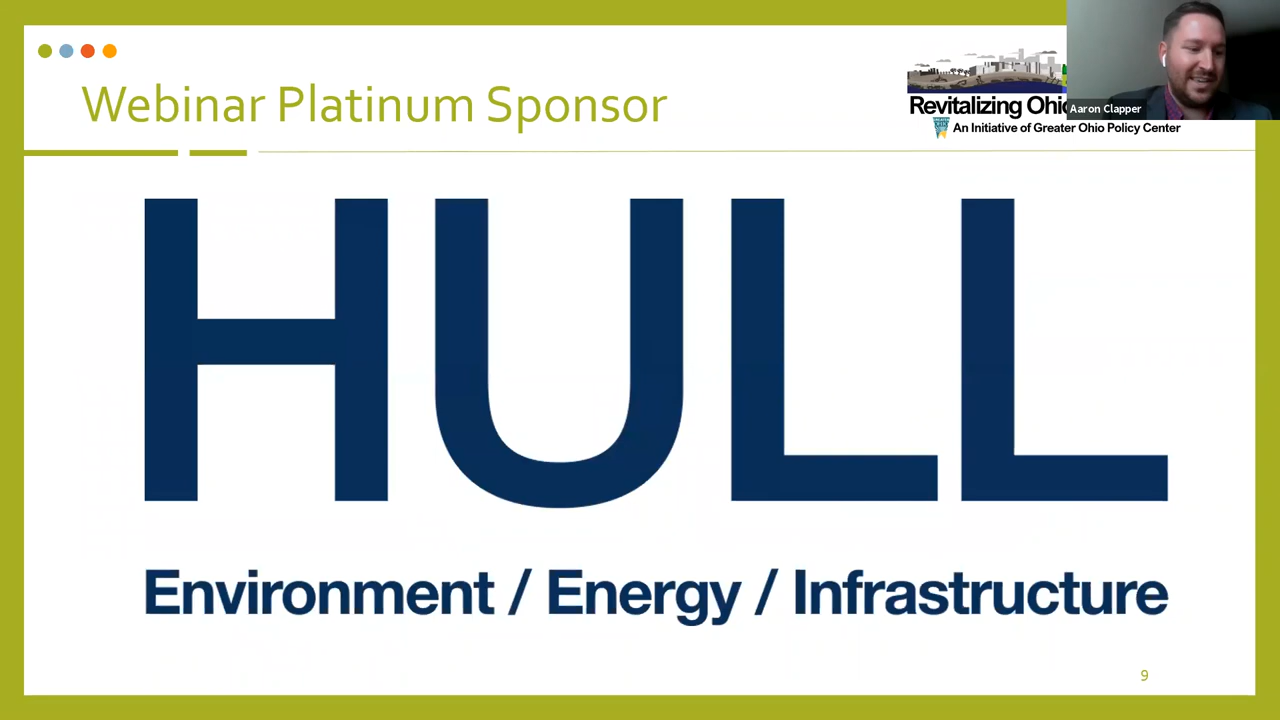 Webinar Platinum Sponsor
Revitalizing Ohio
An Initiative of Greater Ohio Policy Center
Aaron Clapper
HULL
Environment / Energy / Infrastructure
9